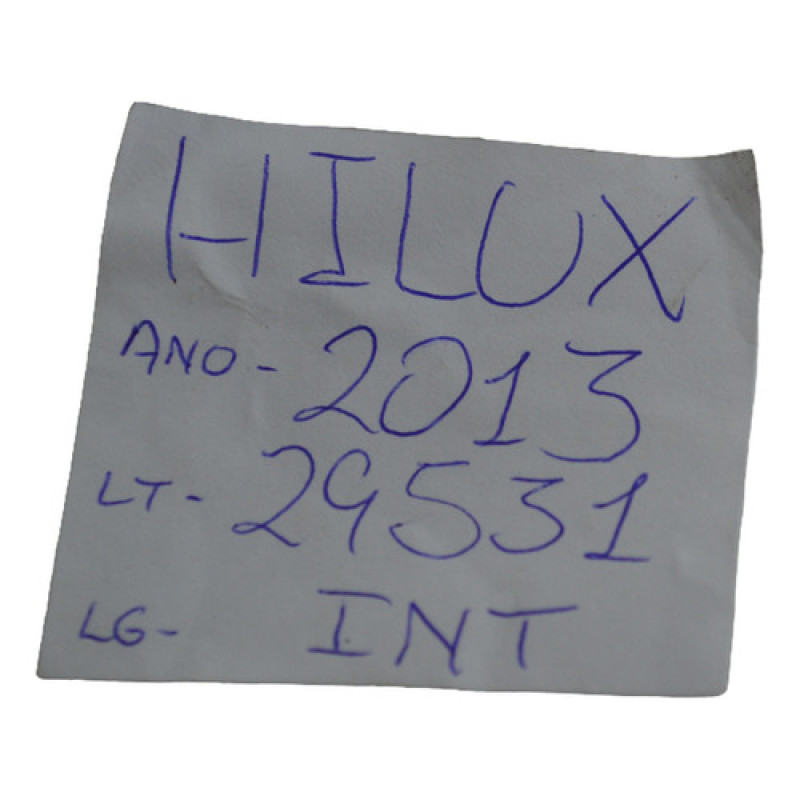 HILUX
ANO- 2013
LT- 29531
LG- INT